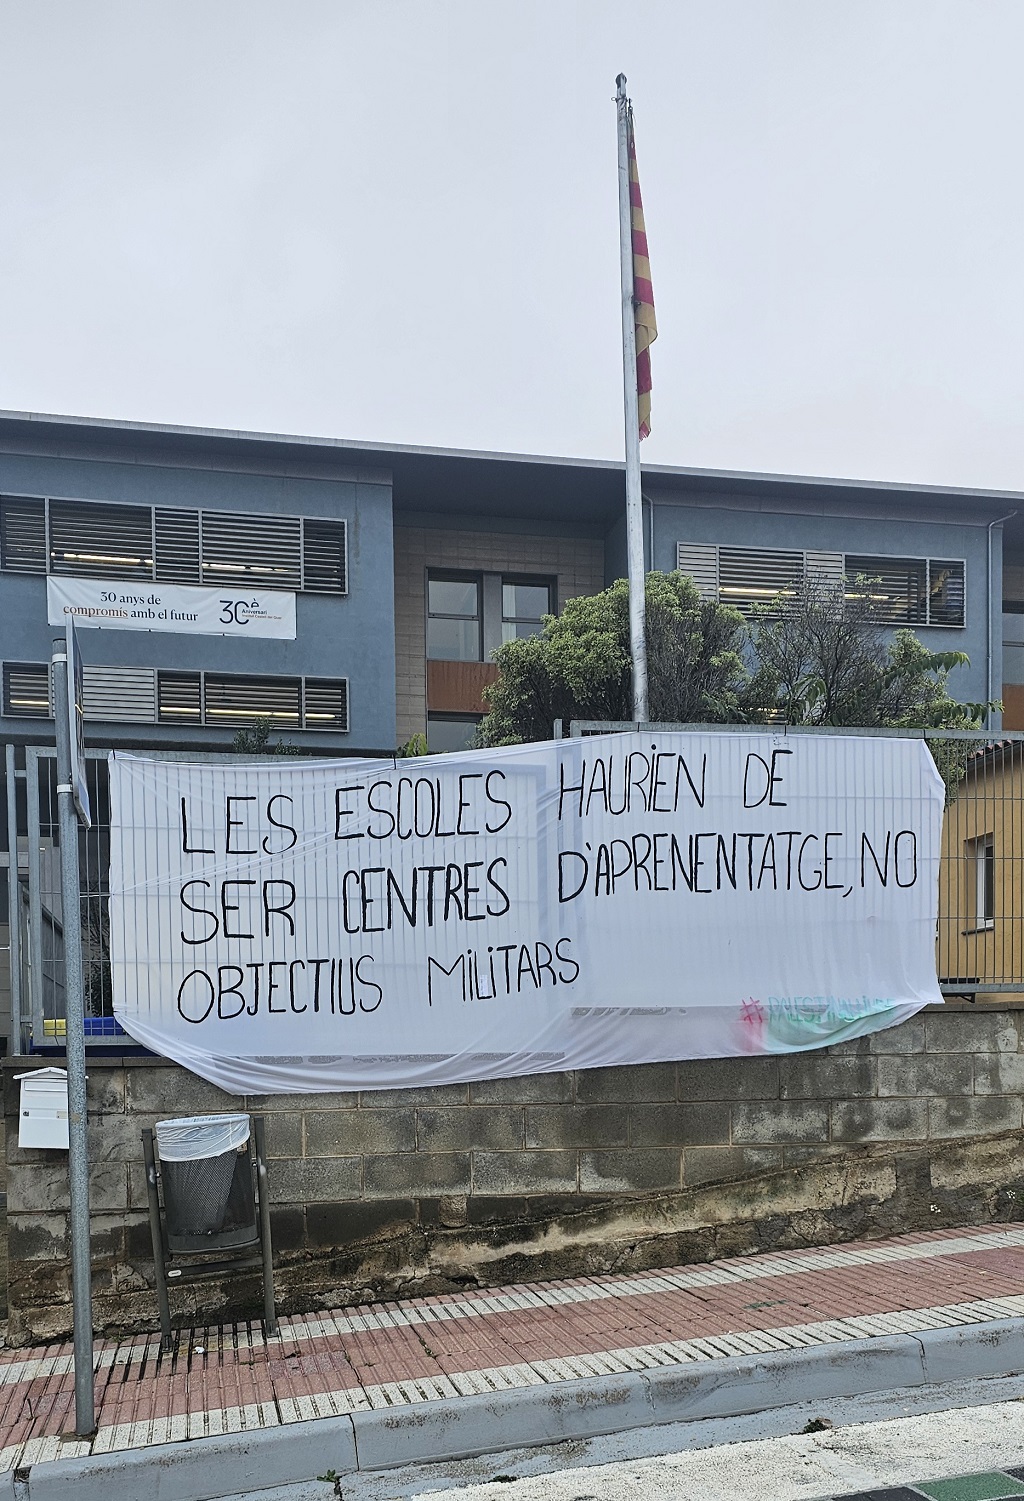 30 anys de
compromís amb el futur
30è
Aniversari
LES ESCOLES HAURIEN DE
SER CENTRES D'APRENENTATGE, NO
OBJECTIUS MILITARS